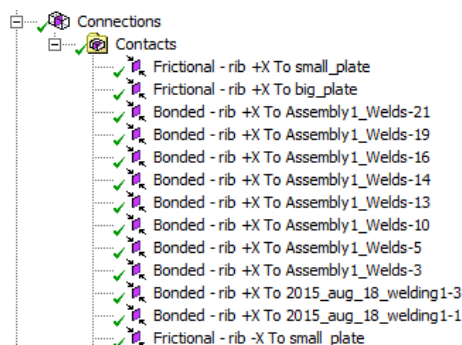 Connections
Contacts
Frictional - rib +X To small_plate
Frictional - rib +X To big_plate
Bonded - rib +X To Assembly1_Welds-21
Bonded - rib +X To Assembly1_Welds-19
Bonded - rib +X To Assembly1_Welds-16
Bonded - rib +X To Assembly1_Welds-14
Bonded - rib +X To Assembly1_Welds-13
Bonded - rib +X To Assembly1_Welds-10
Bonded - rib +X To Assembly1_Welds-5
Bonded - rib +X To Assembly1_Welds-3
Bonded - rib +X To 2015_aug_18_welding1-3
Bonded - rib +X To 2015_aug_18_welding1-1
Frictional - rib -X To small_plate